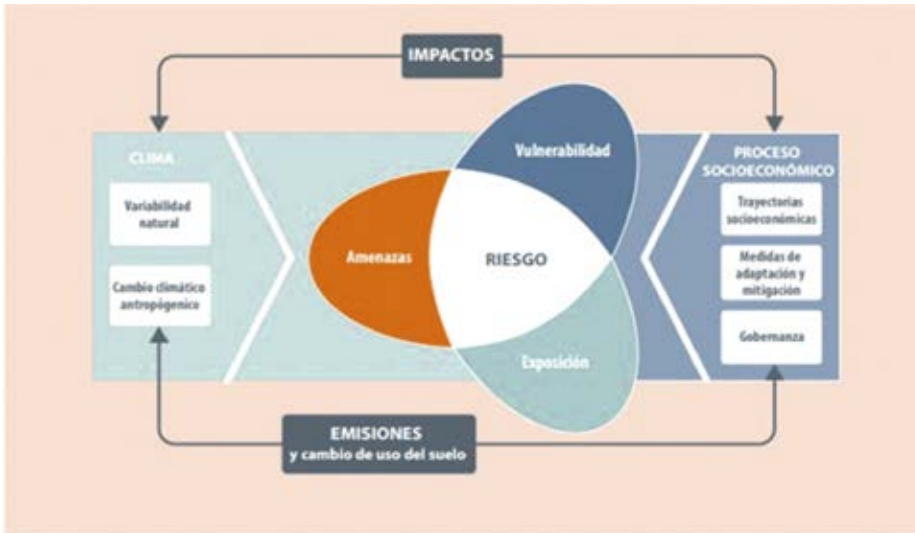 IMPACTOS
CLIMA
Variabilidad
natural
Cambio climático
antropógenico
Amenazas
Vulnerabilidad
RIESGO
Exposición
PROCESO
SOCIOECONÓMICO
Trayectorias
socioeconómicas
Medidas de
adaptación y
mitigación
Gobernanza
EMISIONES
y cambio de uso del suelo